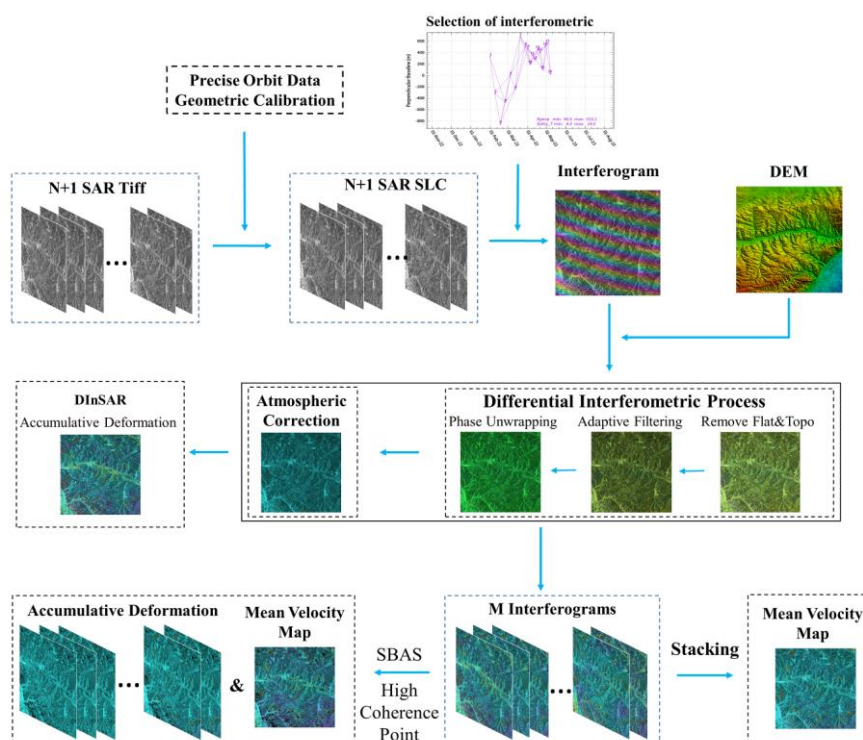 Selection of interferometric
Perpendicular Baseline (m)
Precise Orbit Data
Geometric Calibration
N+1 SAR Tiff
N+1 SAR SLC
Interferogram
DEM
DInSAR
Accumulative Deformation
Atmospheric
Correction
Differential Interferometric Process
Phase Unwrapping
Adaptive Filtering
Remove Flat&Topo
Accumulative Deformation
&
Mean Velocity
Map
SBAS
High
Coherence
Point
M Interferograms
Stacking
Mean Velocity
Map